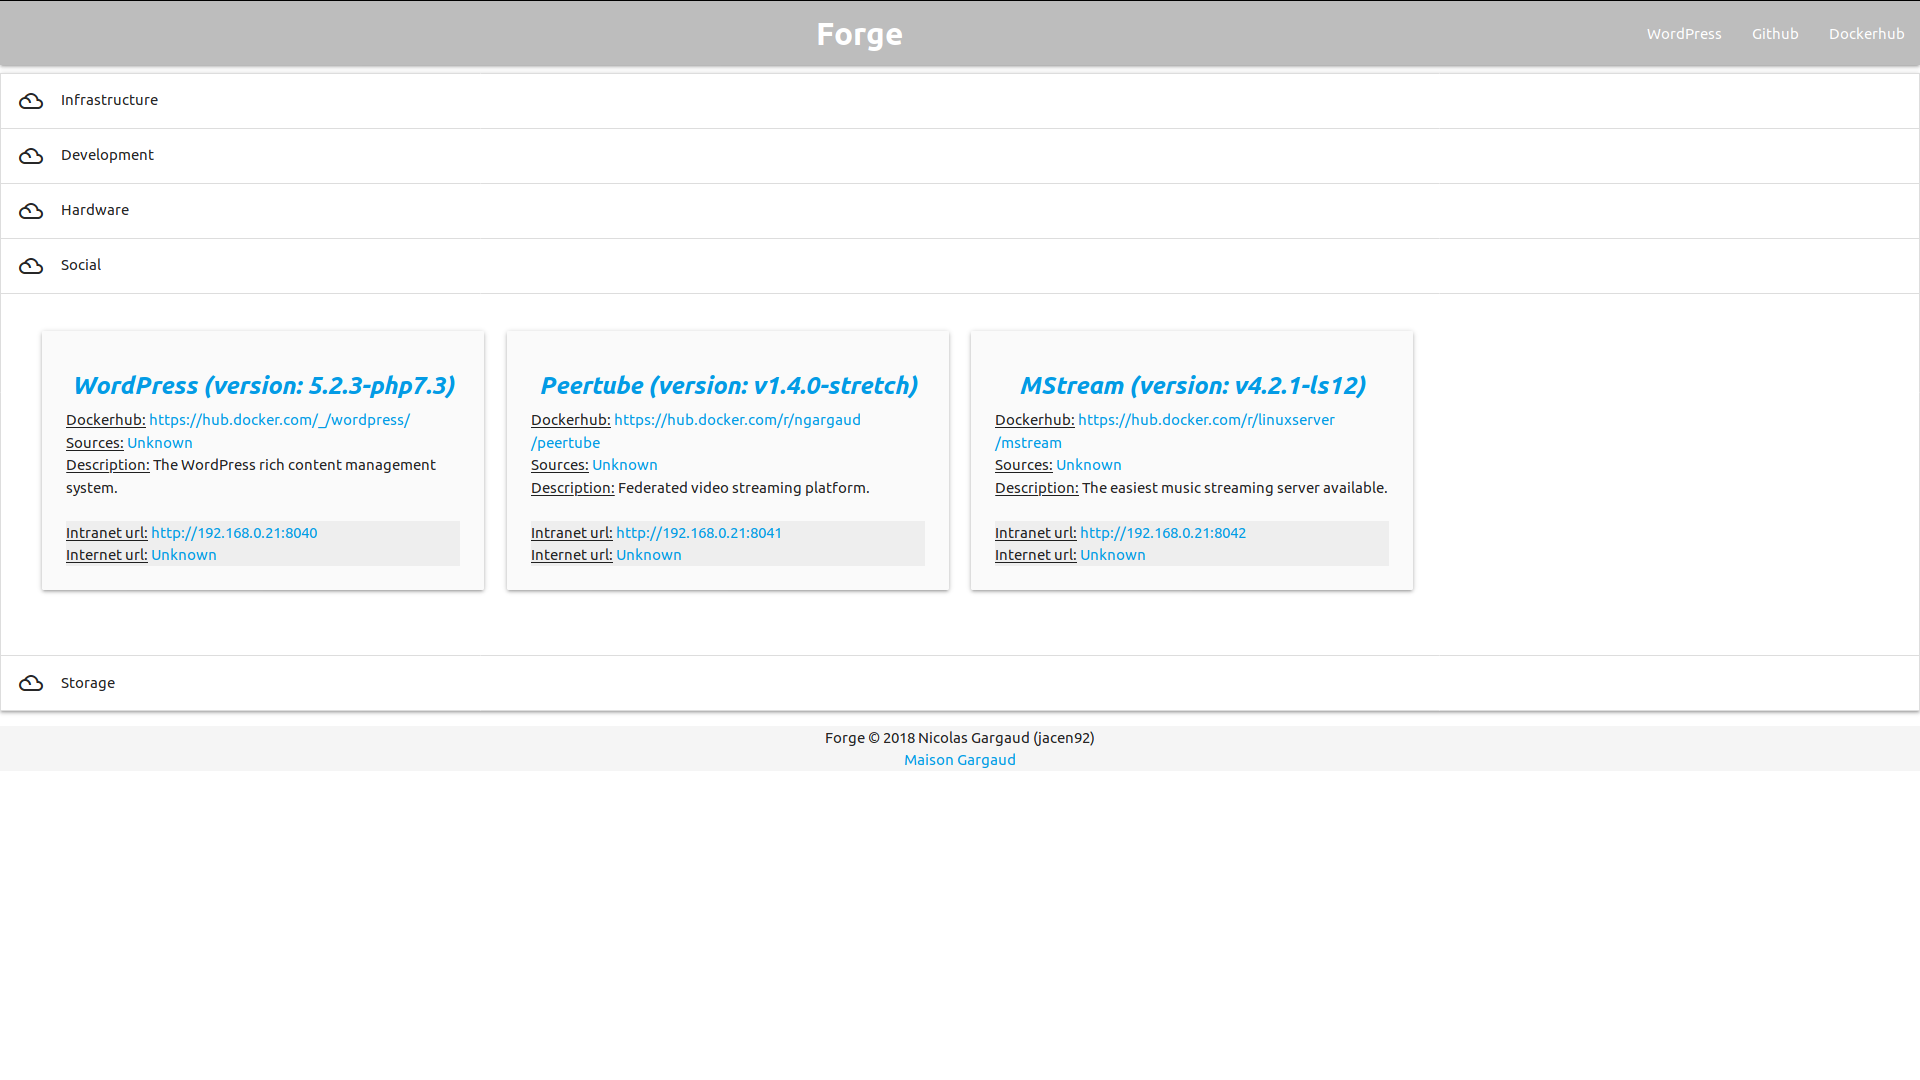 Forge
WordPress Github Dockerhub
Infrastructure
Development
Hardware
Social
WordPress (version: 5.2.3-php7.3)
Dockerhub: https://hub.docker.com/_/wordpress/
Sources: Unknown
Description: The WordPress rich content management
system.
Intranet url: http://192.168.0.21:8040
Internet url: Unknown
Peertube (version: v1.4.0-stretch)
Dockerhub: https://hub.docker.com/r/ngargaud
/peertube
Sources: Unknown
Description: Federated video streaming platform.
Intranet url: http://192.168.0.21:8041
Internet url: Unknown
MStream (version: v4.2.1-ls12)
Dockerhub: https://hub.docker.com/r/linuxserver
/mstream
Sources: Unknown
Description: The easiest music streaming server available.
Intranet url: http://192.168.0.21:8042
Internet url: Unknown
Storage
Forge © 2018 Nicolas Gargaud (jacen92)
Maison Gargaud